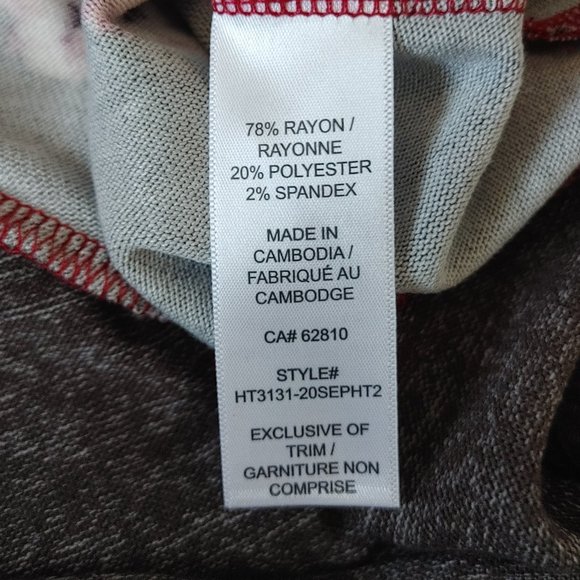 78% RAYON /
RAYONNE
20% POLYESTER
2% SPANDEX
MADE IN
CAMBODIA /
FABRIQUÉ AU
CAMBODGE
CA# 62810
STYLE#
HT3131-20SEPHT2
EXCLUSIVE OF
TRIM /
GARNITURE NON
COMPRISE